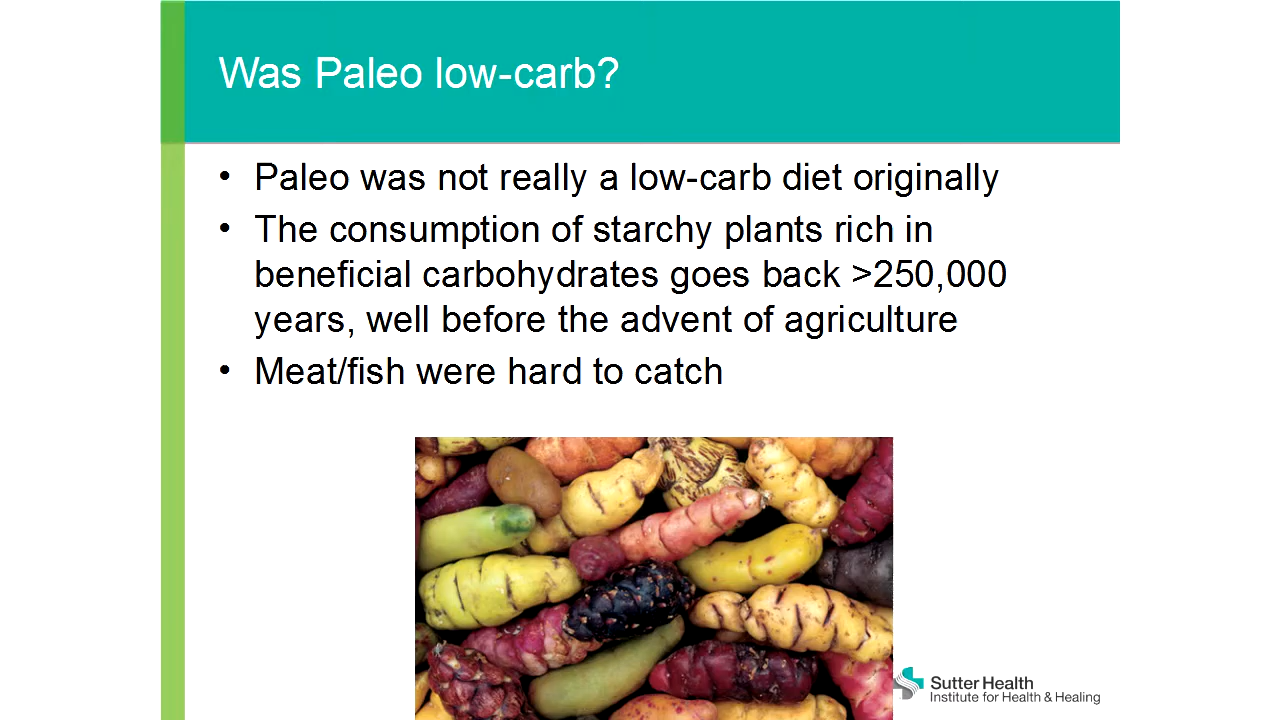 Was Paleo low-carb?
• Paleo was not really a low-carb diet originally
• The consumption of starchy plants rich in
beneficial carbohydrates goes back >250,000
years, well before the advent of agriculture
• Meat/fish were hard to catch
Sutter Health
Institute for Health & Healing